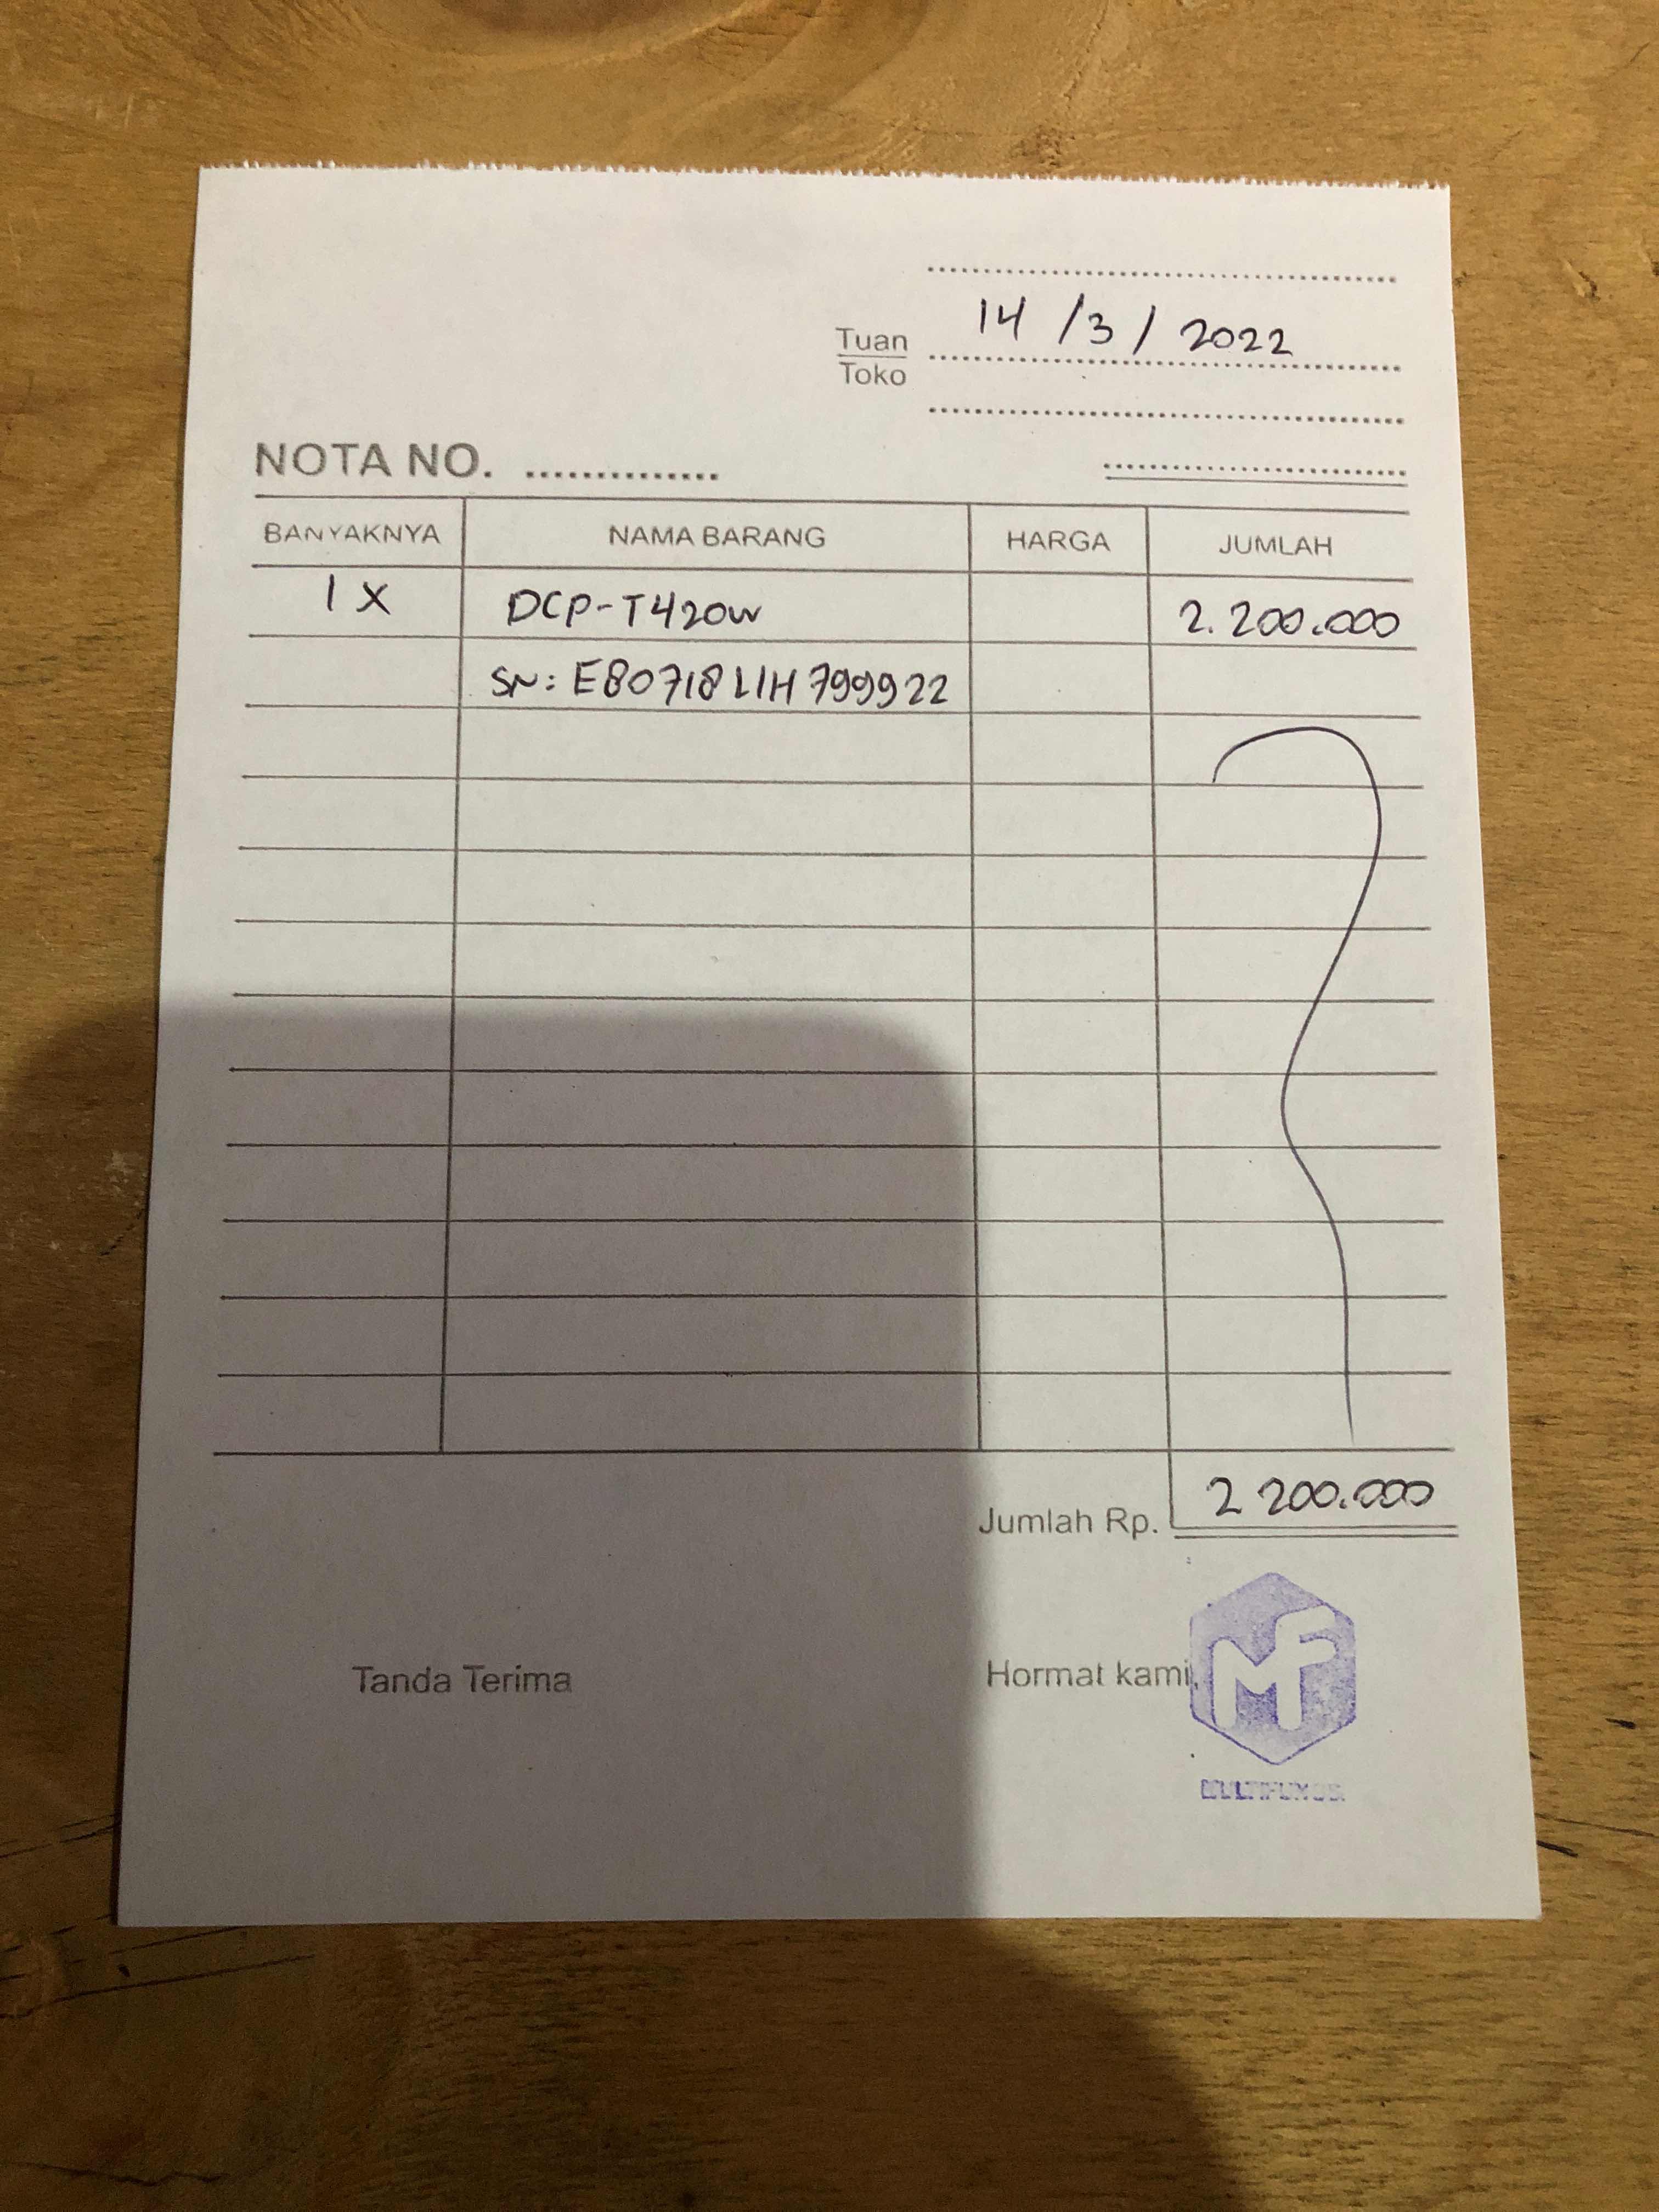 14/3/2022
Tuan
Toko
NOTA NO. ..............
BANYAKNYA NAMA BARANG HARGA JUMLAH
1 X DCP-T420W 2.200.000
SN: E80718L1H799922
Jumlah Rp. 2 200.000
Tanda Terima Hormat kami,
MF